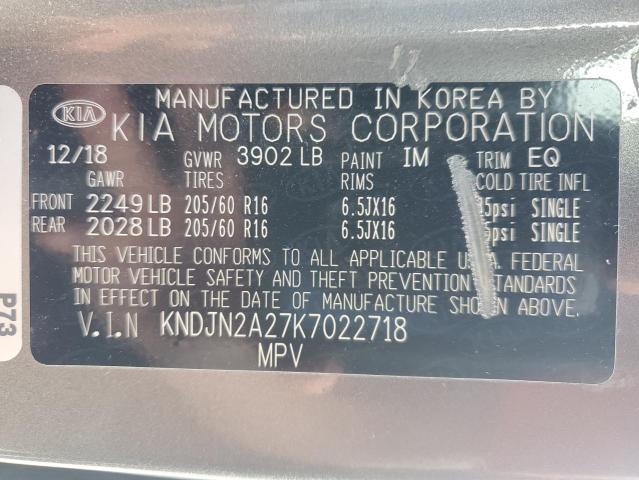 MANUFACTURED IN KOREA BY
KIA KIA MOTORS CORPORATION
12/18 GVWR 3902 LB PAINT IM TRIM EQ
GAWR TIRES RIMS COLD TIRE INFL
FRONT 2249 LB 205/60 R16 6.5JX16 SINGLE
REAR 2028 LB 205/60 R16 6.5JX16 SINGLE
THIS VEHICLE CONFORMS TO ALL APPLICABLE U.S.A. FEDERAL
MOTOR VEHICLE SAFETY AND THEFT PREVENTION STANDARDS
IN EFFECT ON THE DATE OF MANUFACTURE SHOWN ABOVE.
V.I.N KNDJN2A27K7022718
MPV
P73